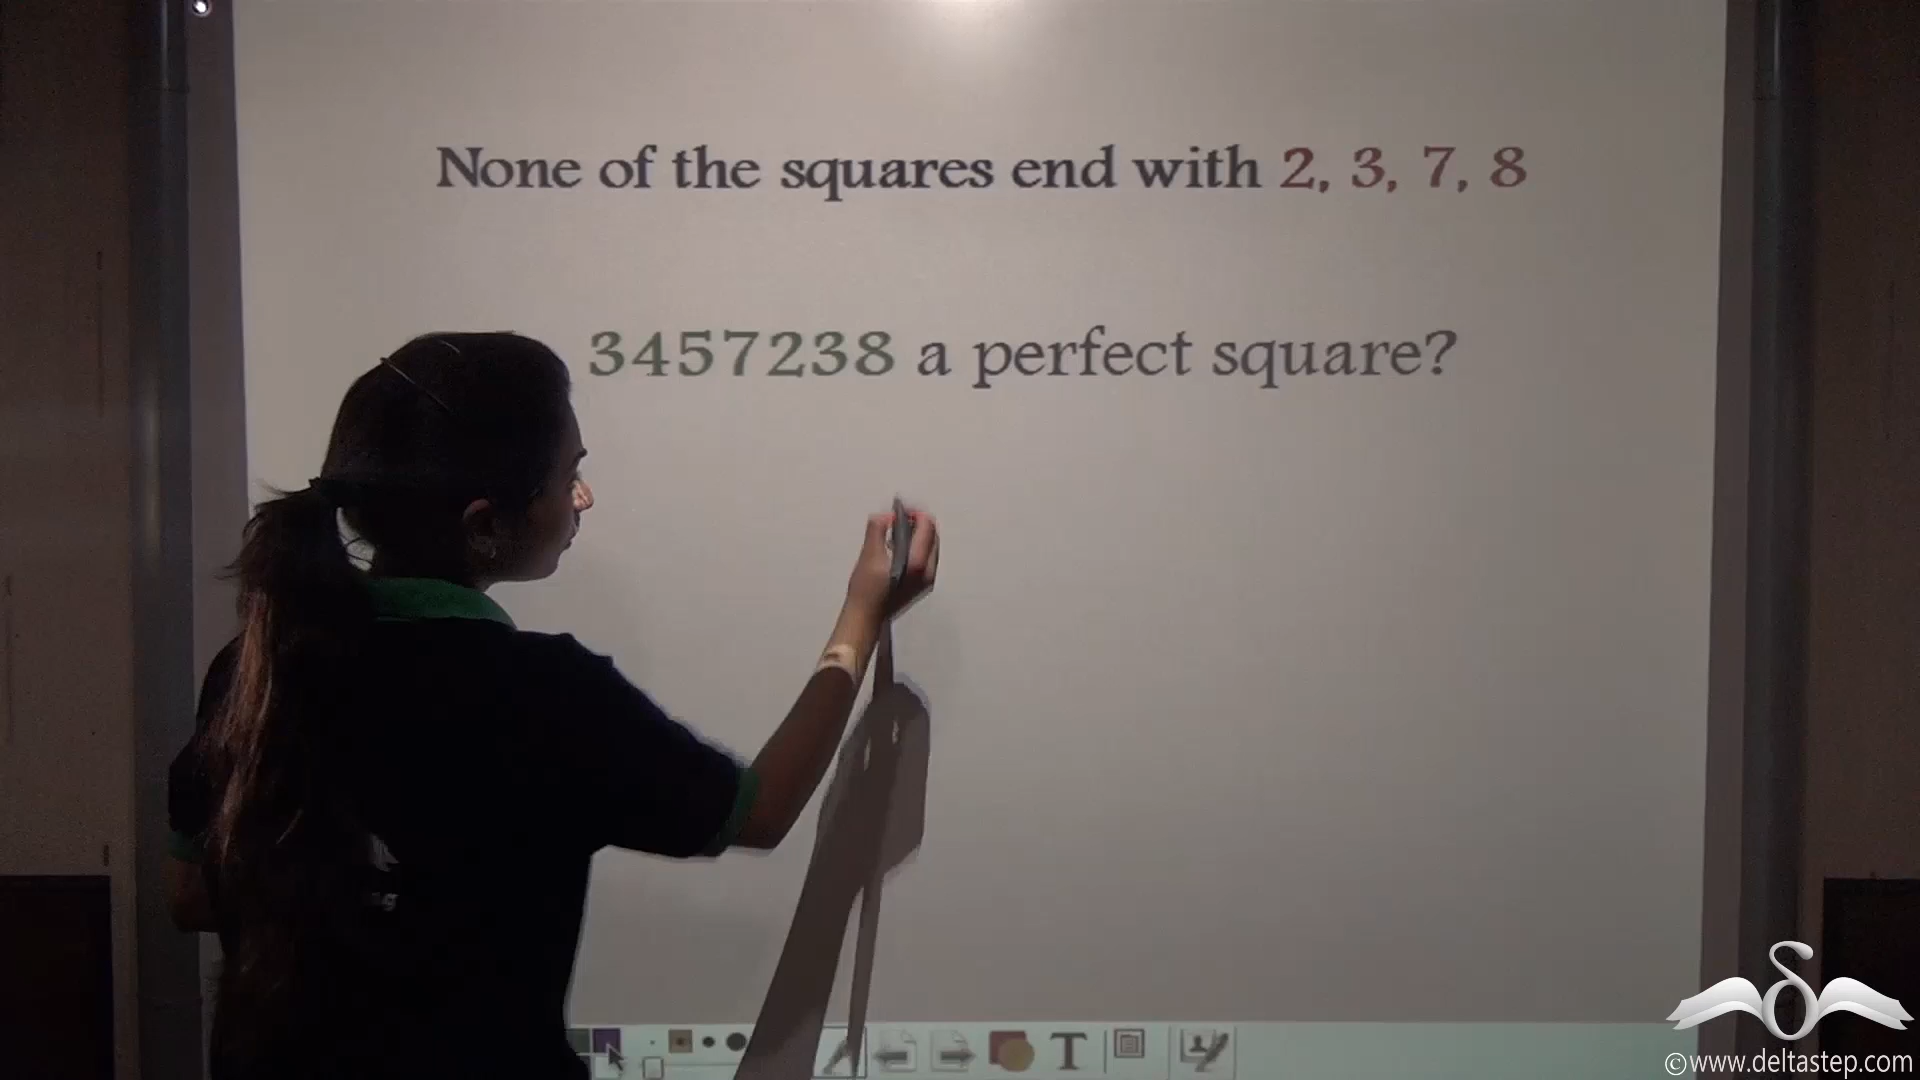 None of the squares end with 2, 3, 7, 8
3457238 a perfect square?
T
©www.deltastep.com